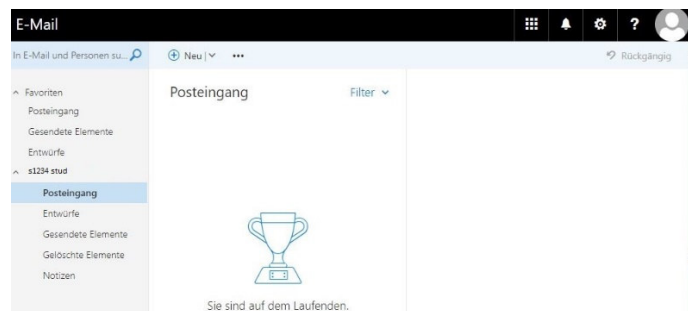 E-Mail
?
In E-Mail und Personen su...
Neu
Rückgängig
Favoriten
Posteingang
Gesendete Elemente
Entwürfe
s1234 stud
Posteingang
Entwürfe
Gesendete Elemente
Gelöschte Elemente
Notizen
Posteingang
Filter
Sie sind auf dem Laufenden.